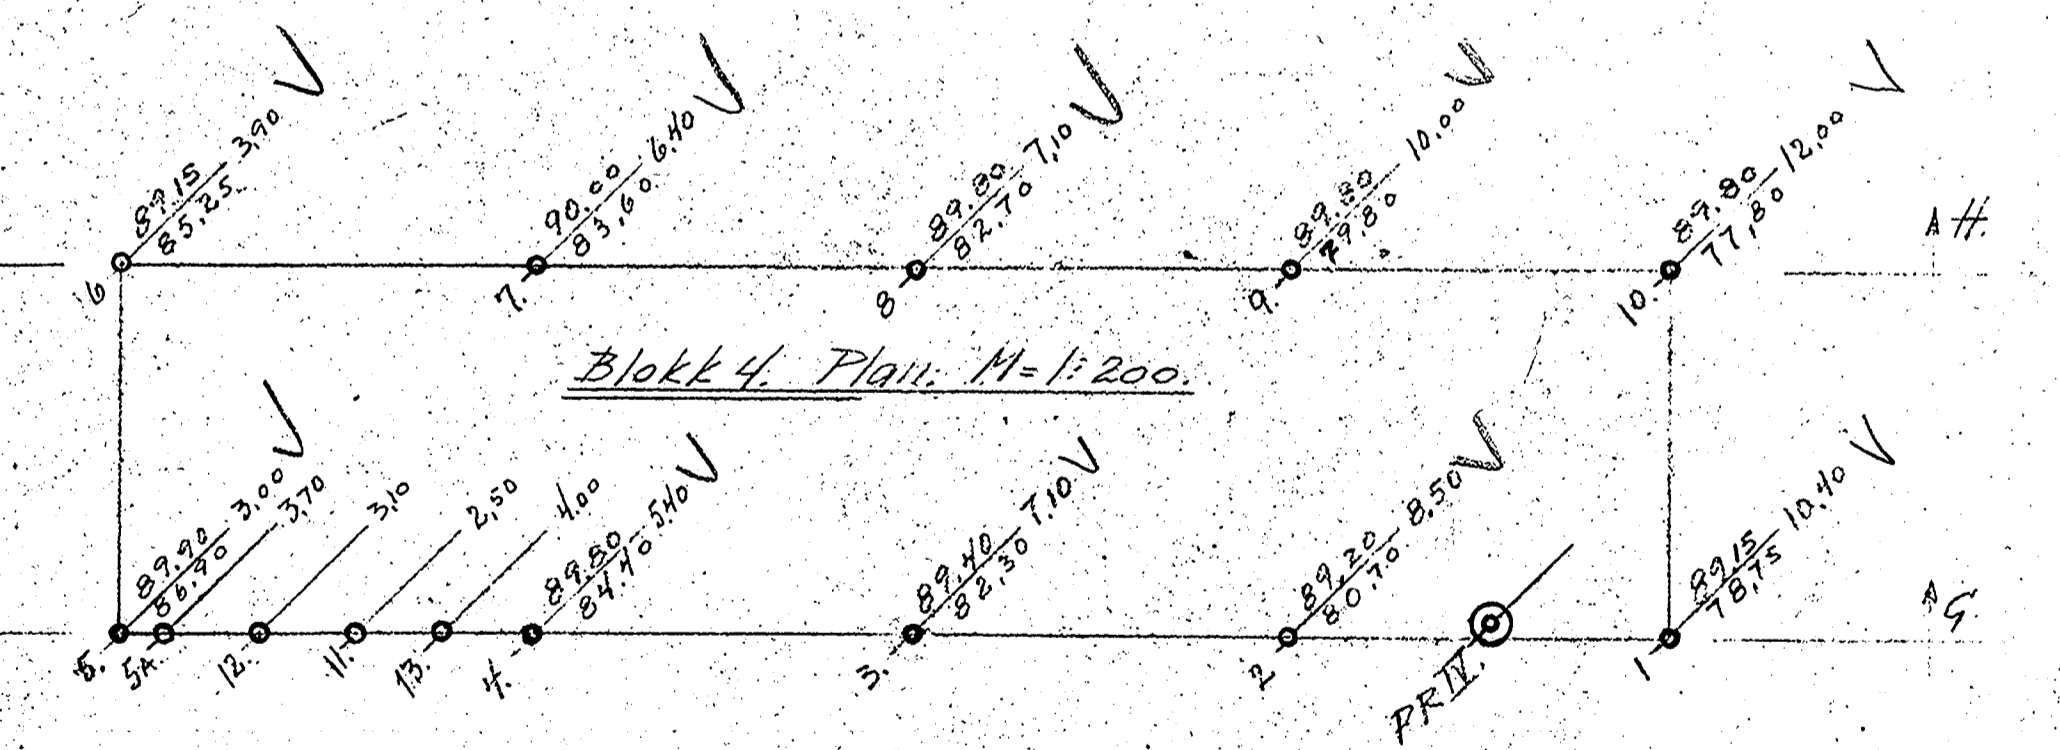 89.15 3,90 V
85,25
6
90.00 6.40 V
83,60
7.
89.80 7,10 V
82.70
8
89.80 10.00 V
79,80
9.
89.80 12,00 V
77,80
10.
H.
Blokk 4. Plan: M=1:200.
89.90 3,00 V
86,90
5.
3,70
5A
3,10
12.
2,50
11.
4.00
13.
89.80 5.40 V
84.40
4.
89.40 7.10 V
82,30
3.
89,20 8,50 V
80,70
2
PR IV.
89,15 10.40 V
78,75
1
G